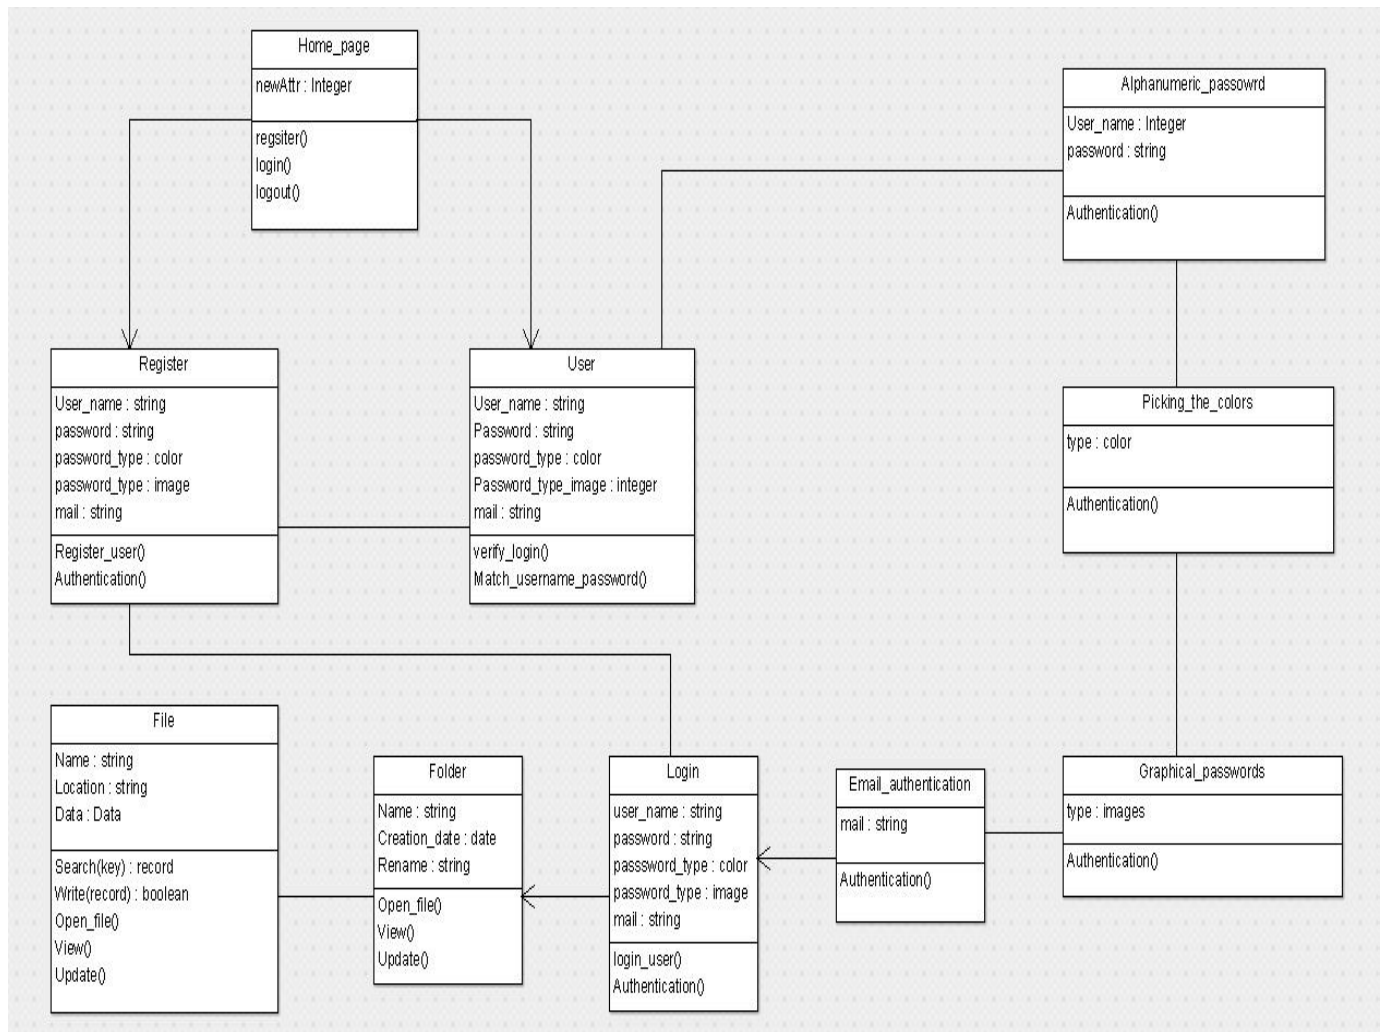 Home_page
newAttr : Integer
regsiter()
login()
logout()
Alphanumeric_passowrd
User_name : Integer
password : string
Authentication()
Register
User_name : string
password : string
password_type : color
password_type : image
mail : string
Register_user()
Authentication()
User
User_name : string
Password : string
password_type : color
Password_type_image : integer
mail : string
verify_login()
Match_username_password()
Picking_the_colors
type : color
Authentication()
File
Name : string
Location : string
Data : Data
Search(key) : record
Write(record) : boolean
Open_file()
View()
Update()
Folder
Name : string
Creation_date : date
Rename : string
Open_file()
View()
Update()
Login
user_name : string
password : string
passsword_type : color
password_type : image
mail : string
login_user()
Authentication()
Email_authentication
mail : string
Authentication()
Graphical_passwords
type : images
Authentication()